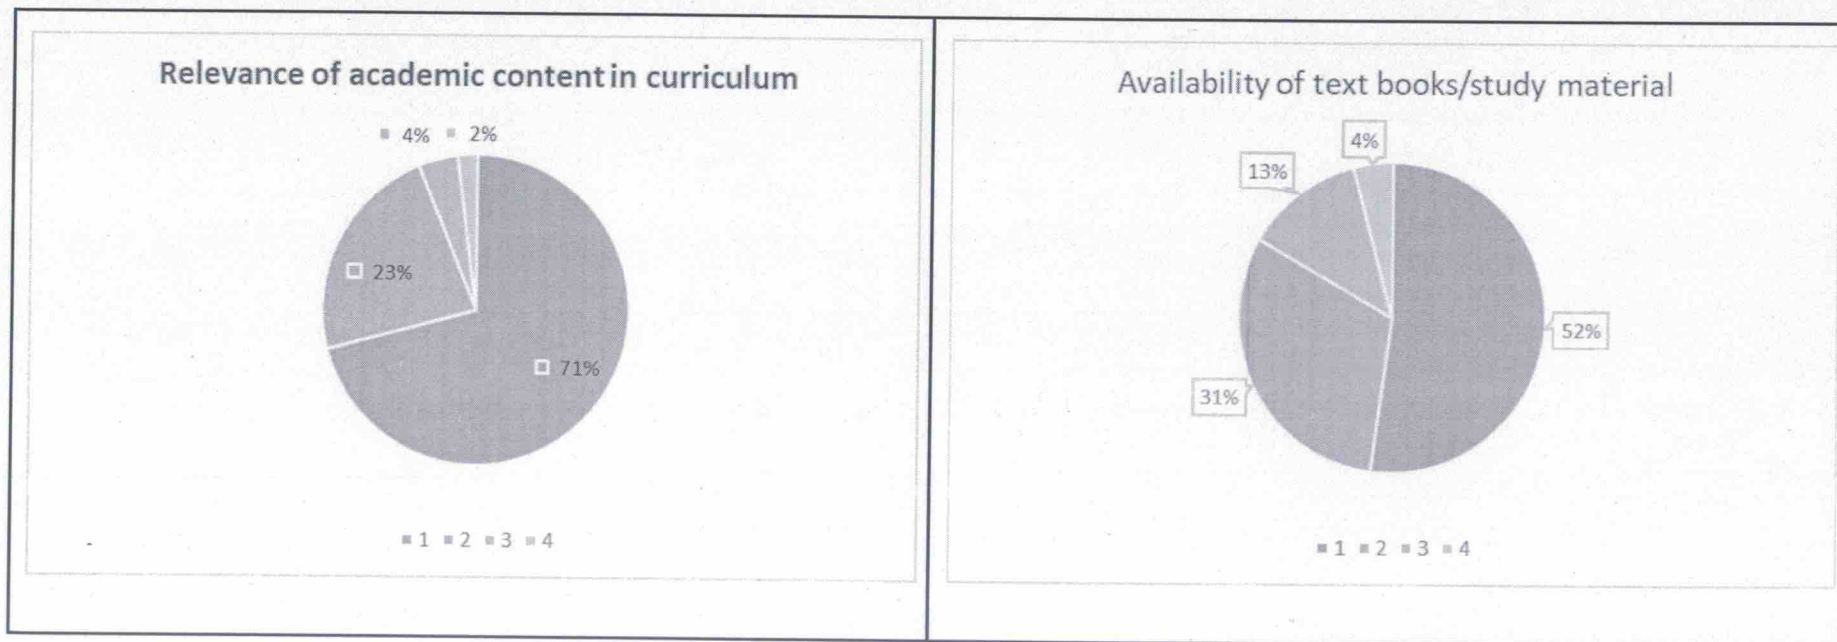 Relevance of academic content in curriculum
4% 2%
23%
71%
1 2 3 4
Availability of text books/study material
4%
13%
52%
31%
1 2 3 4